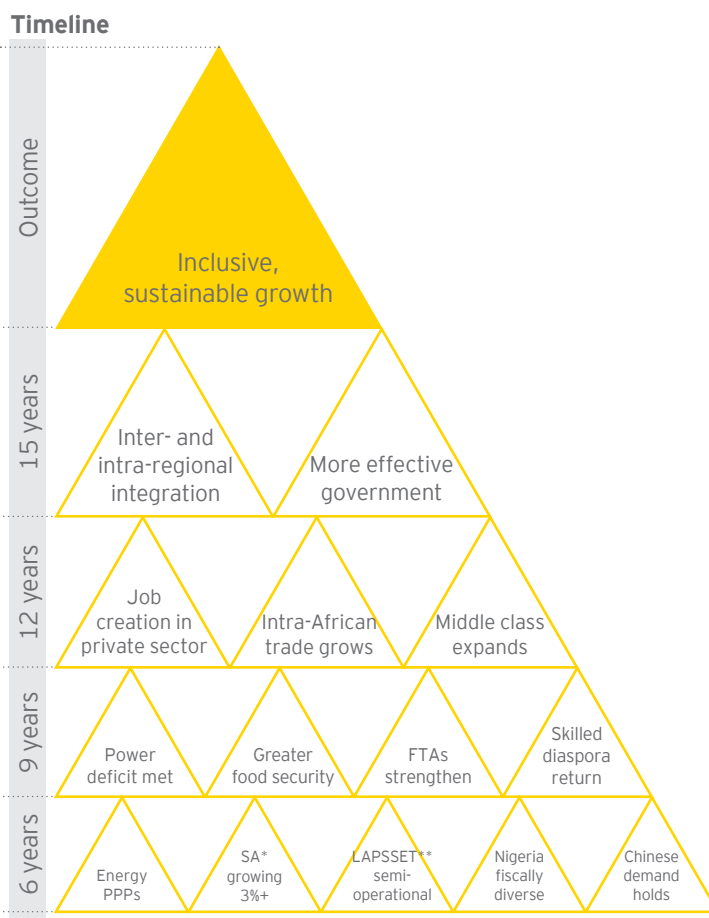 Timeline
Outcome
Inclusive,
sustainable growth
15 years
Inter- and
intra-regional
integration
More effective
government
12 years
Job
creation in
private sector
Intra-African
trade grows
Middle class
expands
9 years
Power
deficit met
Greater
food security
FTAs
strengthen
Skilled
diaspora
return
6 years
Energy
PPPs
SA*
growing
3%+
LAPSSET**
semi-
operational
Nigeria
fiscally
diverse
Chinese
demand
holds